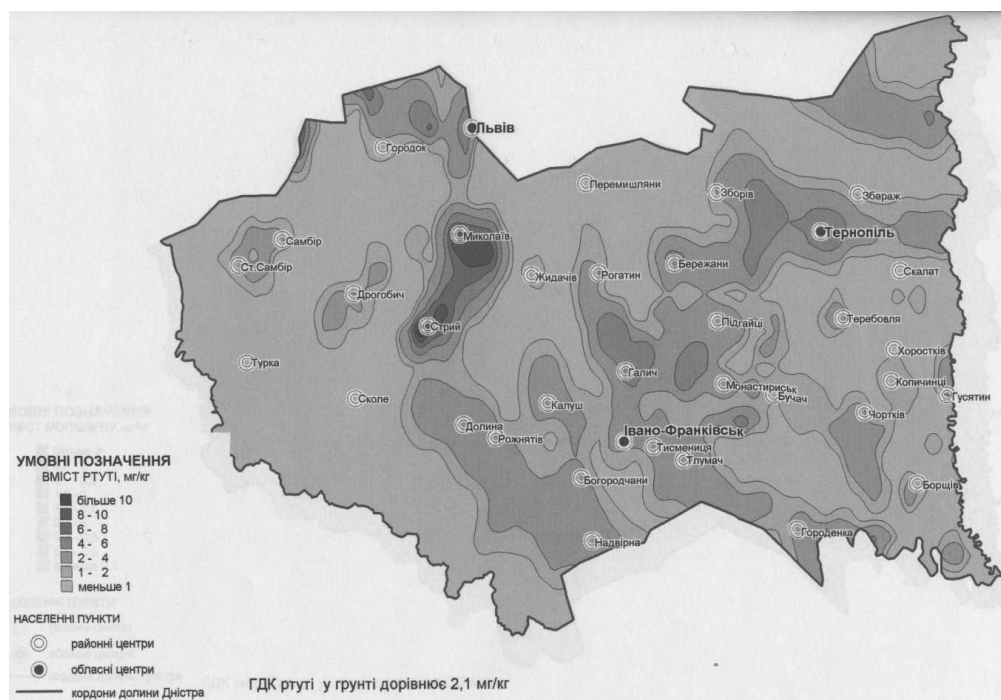 Львів
Городок
Перемишляни
Зборів
Збараж
Тернопіль
Самбір
Миколаїв
Ст.Самбір
Жидачів
Рогатин
Бережани
Скалат
Дрогобич
Стрий
Підгайці
Теребовля
Турка
Хоростків
Сколе
Галич
Монастириськ
Копичинці
Калуш
Бучач
Гусятин
Чортків
Долина
Рожнятів
Івано-Франківськ
Тисмениця
Тлумач
Богородчани
Борщів
Надвірна
Городенка
УМОВНІ ПОЗНАЧЕННЯ
ВМІСТ РТУТІ, мг/кг
більше 10
8 - 10
6 - 8
4 - 6
2 - 4
1 - 2
меньше 1
НАСЕЛЕННІ ПУНКТИ
районні центри
обласні центри
кордони долини Дністра
ГДК ртуті у грунті дорівнює 2,1 мг/кг